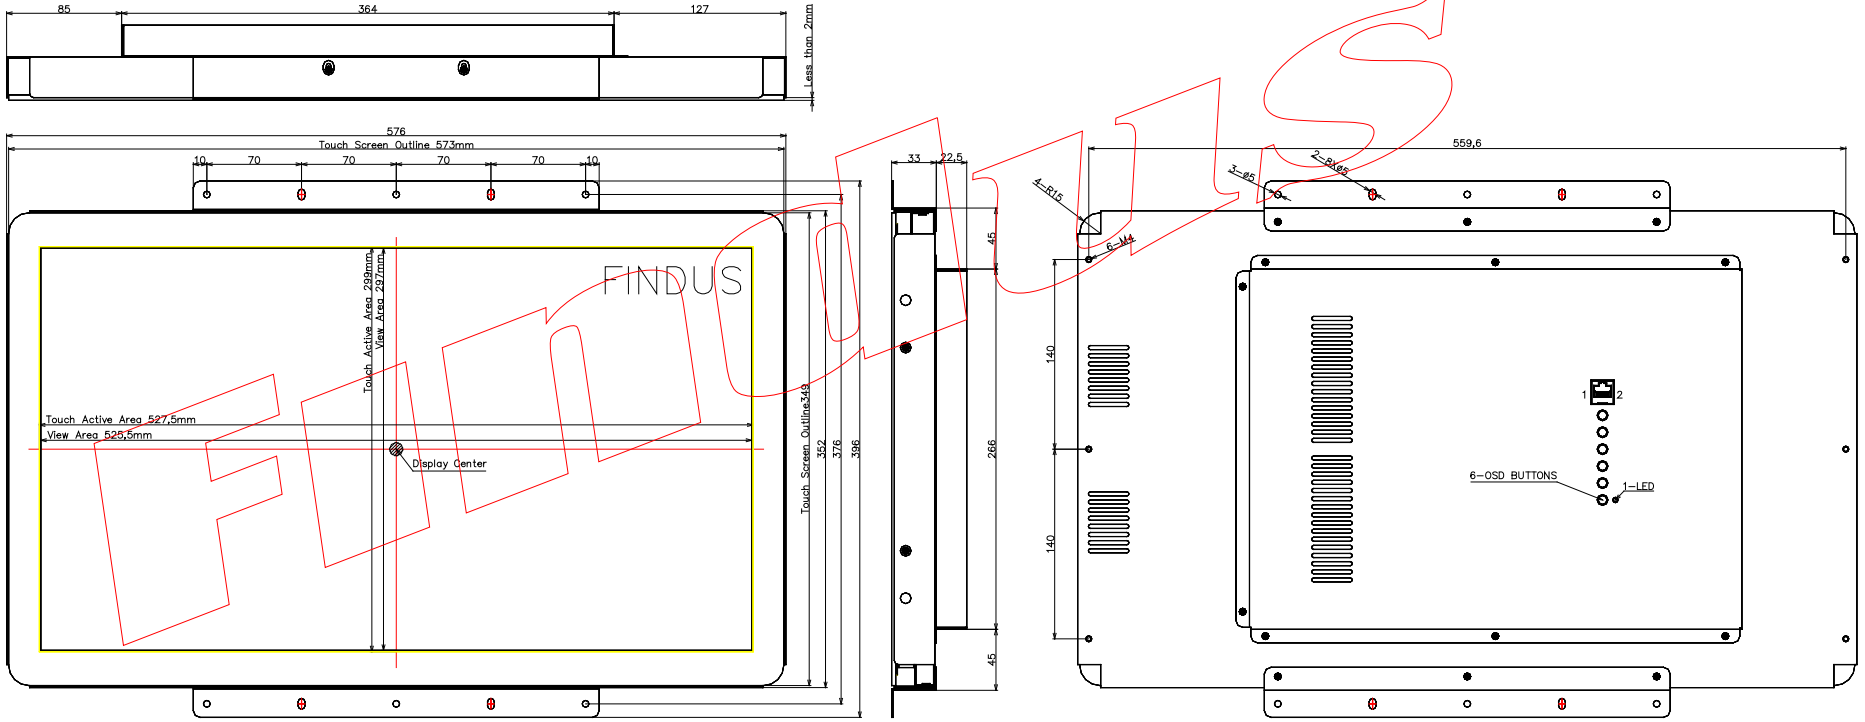 85 364 127
Less than 2mm
576
Touch Screen Outline 573mm
10 70 70 70 70 10
33 22,5
559,6
3-ø5
2-8Xø5
4-R15
6-M4
45
FINDUS
Touch Active Area 299mm
View Area 297mm
140
1 2
Touch Active Area 527,5mm
View Area 525,5mm
Display Center
Touch Screen Outline349
352
376
396
266
6-OSD BUTTONS
1-LED
140
45